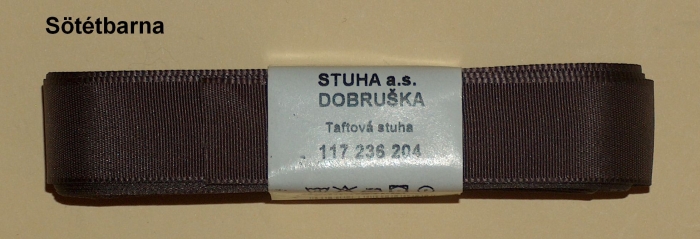 Sötétbarna
STUHA a.s.
DOBRUŠKA
Taftová stuha
117 236 204